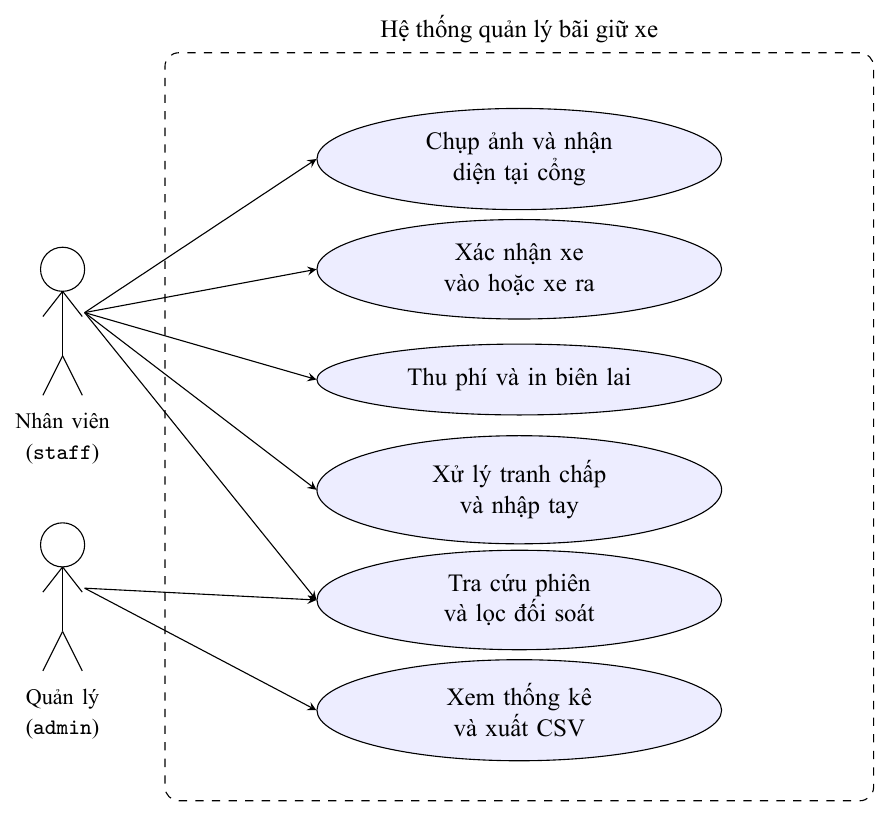 Hệ thống quản lý bãi giữ xe
Chụp ảnh và nhận
diện tại cổng
Xác nhận xe
vào hoặc xe ra
Thu phí và in biên lai
Nhân viên
(staff)
Xử lý tranh chấp
và nhập tay
Tra cứu phiên
và lọc đối soát
Quản lý
(admin)
Xem thống kê
và xuất CSV